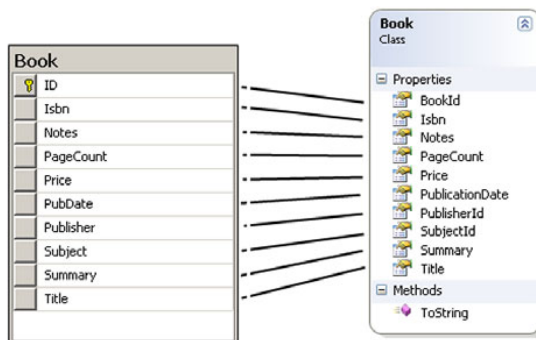 Book
ID
Isbn
Notes
PageCount
Price
PubDate
Publisher
Subject
Summary
Title
Book
Class
Properties
BookId
Isbn
Notes
PageCount
Price
PublicationDate
PublisherId
SubjectId
Summary
Title
Methods
ToString